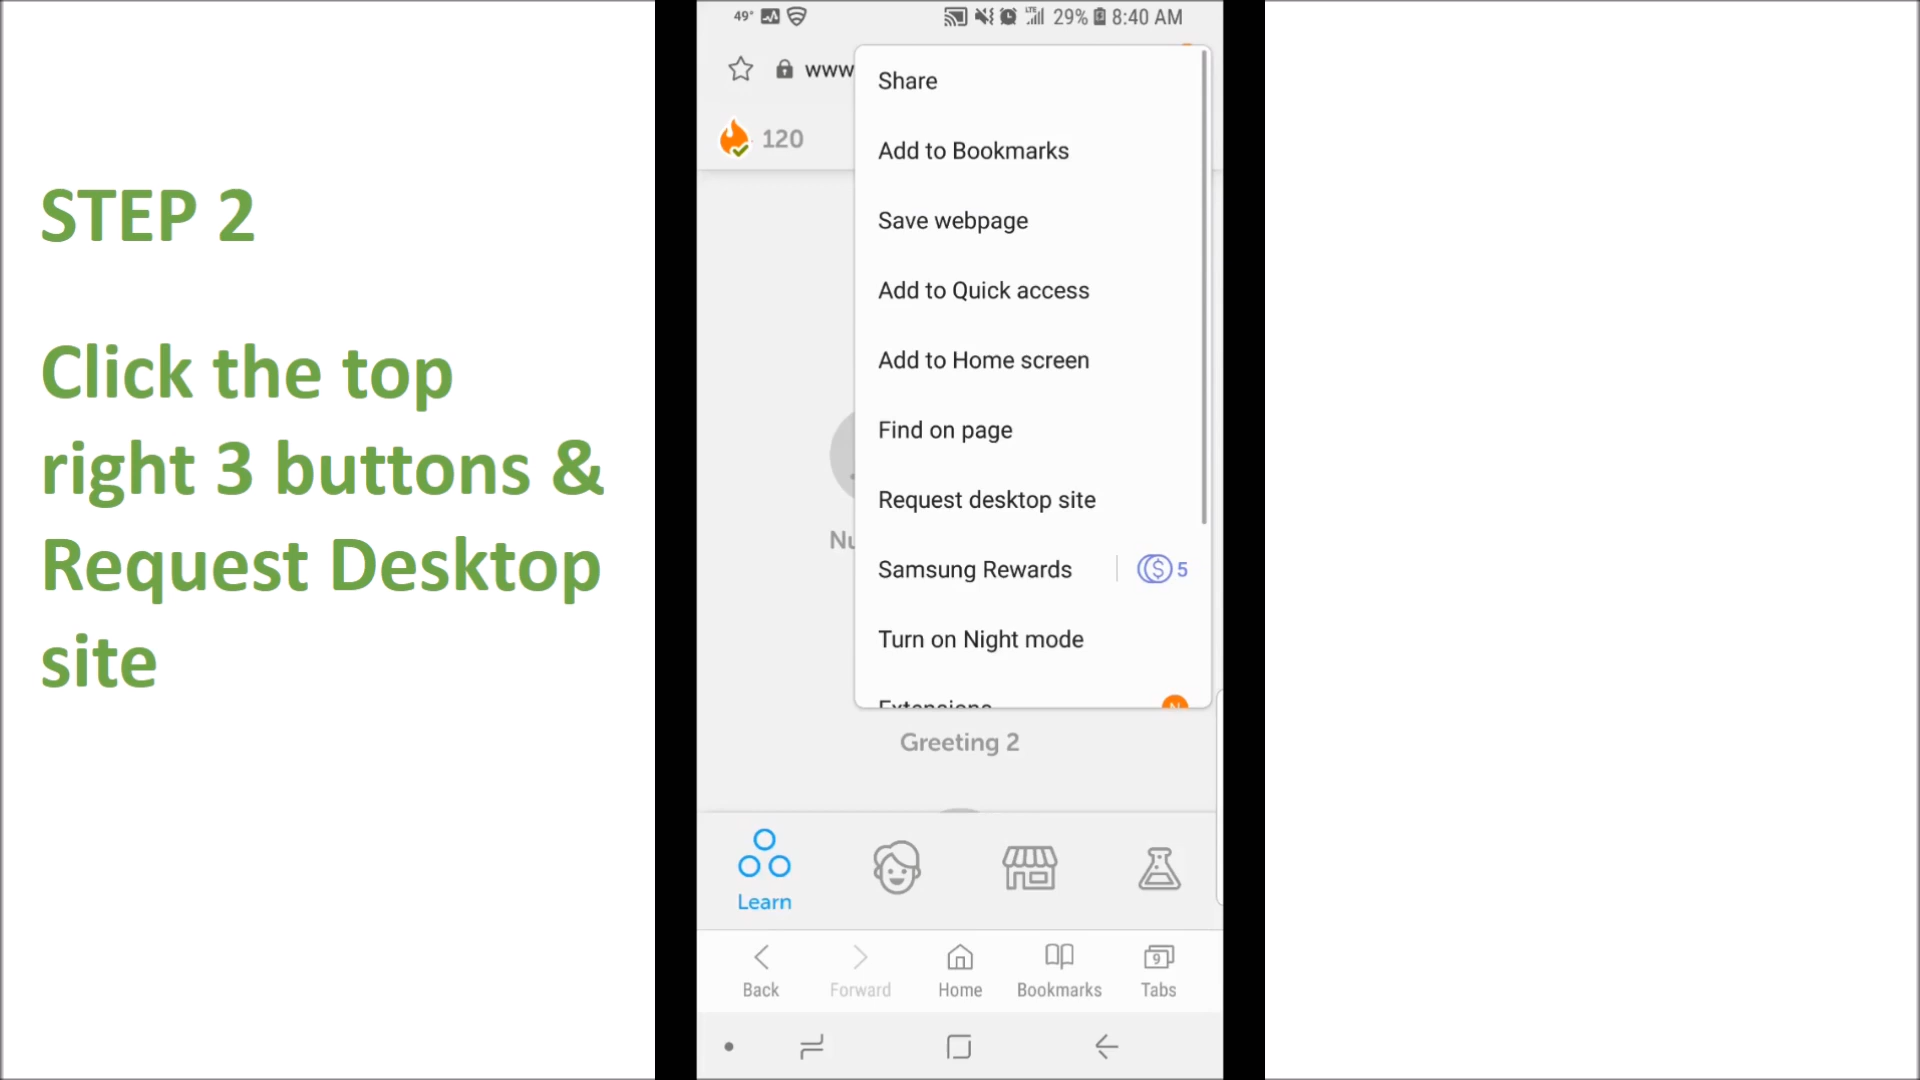 STEP 2
Click the top
right 3 buttons &
Request Desktop
site
49°
29%
8:40 AM
www
120
Share
Add to Bookmarks
Save webpage
Add to Quick access
Add to Home screen
Find on page
Request desktop site
Samsung Rewards
5
Turn on Night mode
Extensions
N
Nu
Greeting 2
Learn
Back
Forward
Home
Bookmarks
9
Tabs